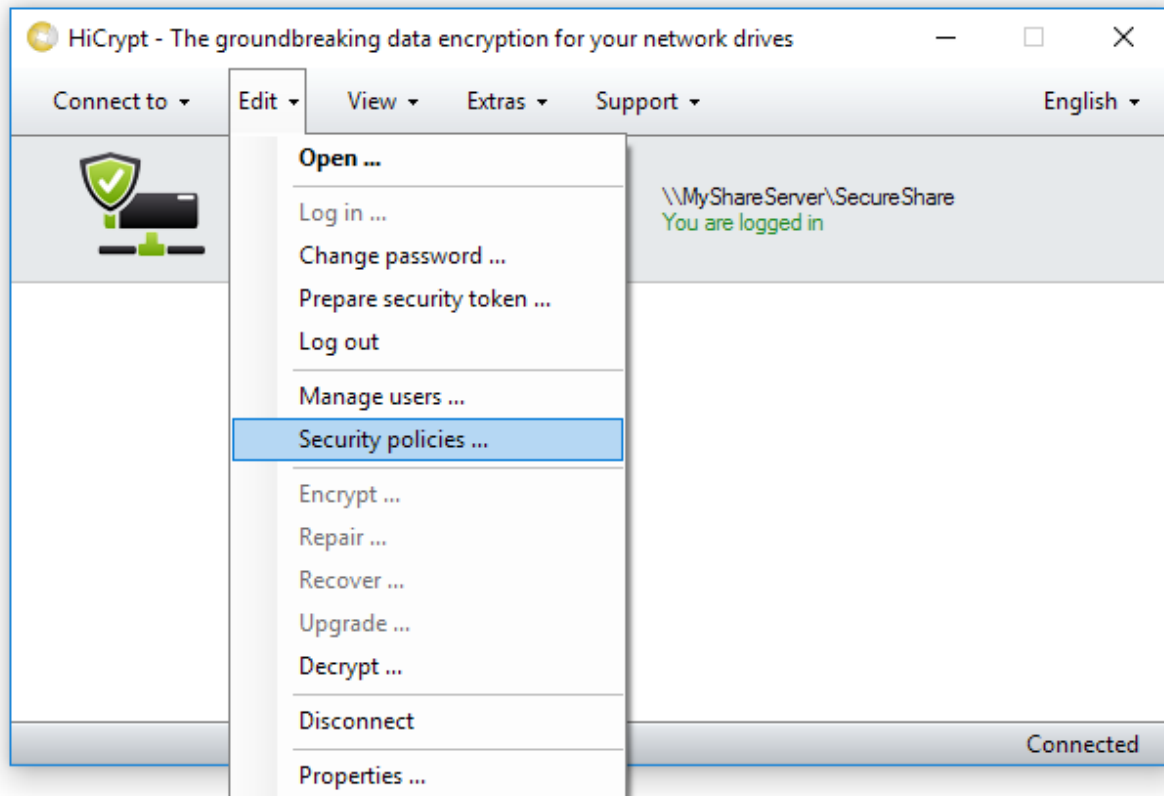 HiCrypt - The groundbreaking data encryption for your network drives
Connect to Edit View Extras Support English
Open ...
\\MyShareServer\SecureShare
You are logged in
Log in ...
Change password ...
Prepare security token ...
Log out
Manage users ...
Security policies ...
Encrypt ...
Repair ...
Recover ...
Upgrade ...
Decrypt ...
Disconnect
Connected
Properties ...